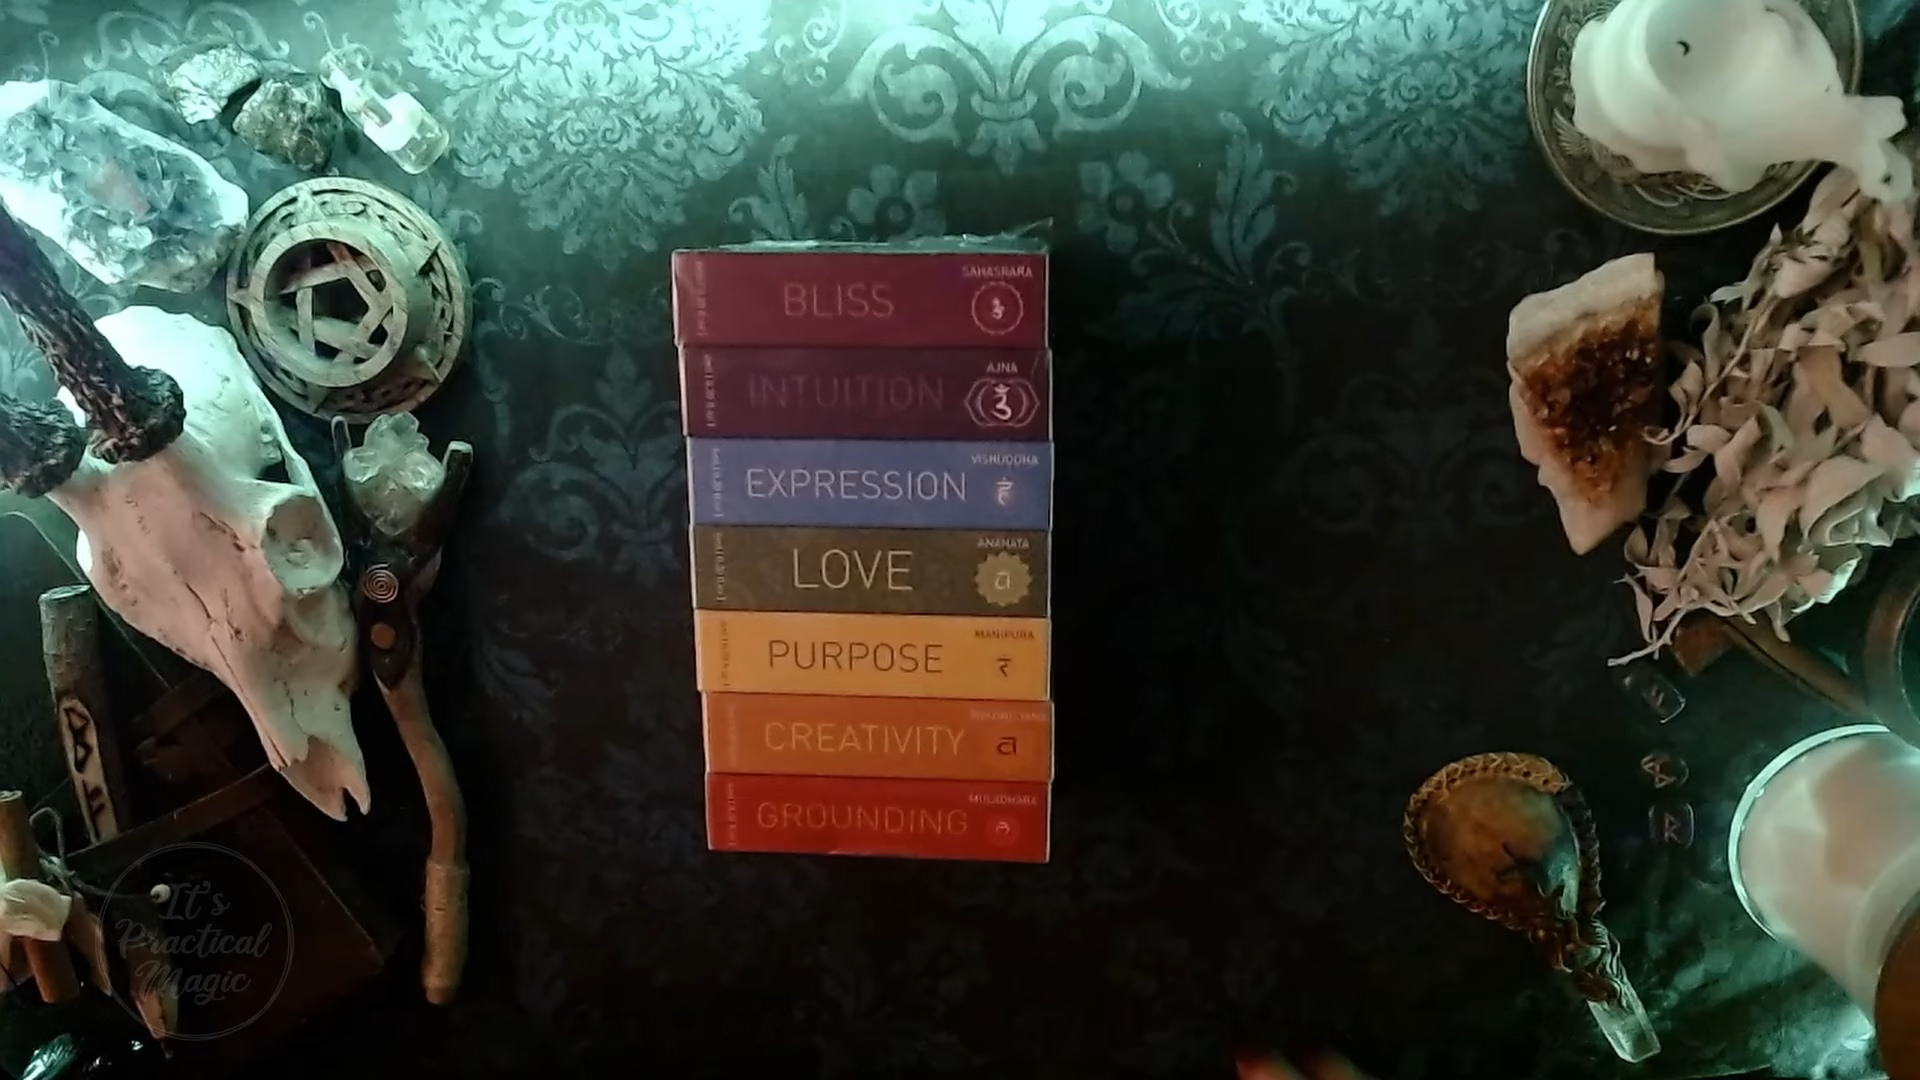 BLISS
SAHASRARA
INTUITION
AJNA
EXPRESSION
VISHUDDHA
हं
LOVE
ANAHATA
PURPOSE
MANIPURA
रं
CREATIVITY
GROUNDING
MULADHARA
It's
Practical
Magic